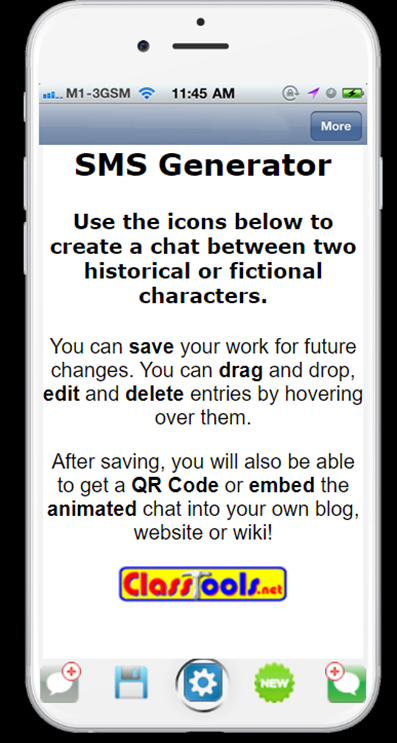 M1-3GSM 11:45 AM
More
SMS Generator
Use the icons below to
create a chat between two
historical or fictional
characters.
You can save your work for future
changes. You can drag and drop,
edit and delete entries by hovering
over them.
After saving, you will also be able
to get a QR Code or embed the
animated chat into your own blog,
website or wiki!
ClassTools.net
NEW